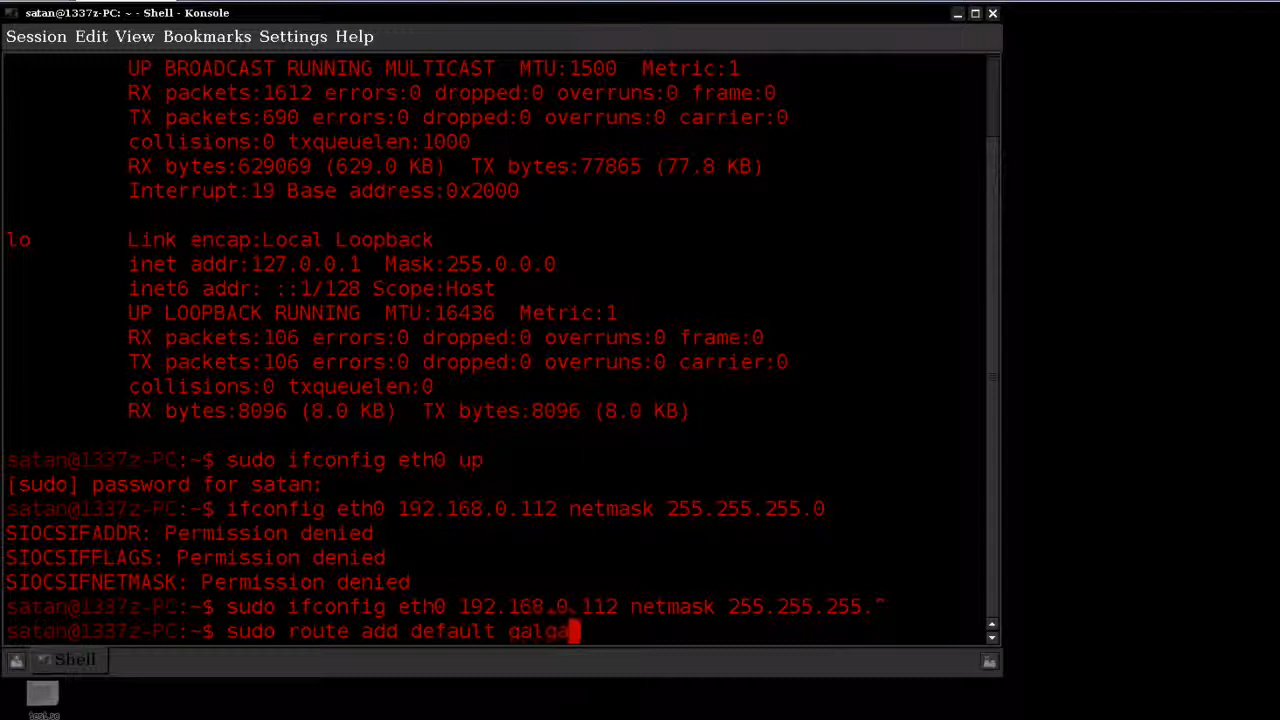 satan@1337z-PC: ~ - Shell - Konsole
Session Edit View Bookmarks Settings Help
UP BROADCAST RUNNING MULTICAST  MTU:1500  Metric:1
RX packets:1612 errors:0 dropped:0 overruns:0 frame:0
TX packets:690 errors:0 dropped:0 overruns:0 carrier:0
collisions:0 txqueuelen:1000
RX bytes:629069 (629.0 KB)  TX bytes:77865 (77.8 KB)
Interrupt:19 Base address:0x2000
lo        Link encap:Local Loopback
inet addr:127.0.0.1  Mask:255.0.0.0
inet6 addr: ::1/128 Scope:Host
UP LOOPBACK RUNNING  MTU:16436  Metric:1
RX packets:106 errors:0 dropped:0 overruns:0 frame:0
TX packets:106 errors:0 dropped:0 overruns:0 carrier:0
collisions:0 txqueuelen:0
RX bytes:8096 (8.0 KB)  TX bytes:8096 (8.0 KB)
satan@1337z-PC:~$ sudo ifconfig eth0 up
[sudo] password for satan:
satan@1337z-PC:~$ ifconfig eth0 192.168.0.112 netmask 255.255.255.0
SIOCSIFADDR: Permission denied
SIOCSIFFLAGS: Permission denied
SIOCSIFNETMASK: Permission denied
satan@1337z-PC:~$ sudo ifconfig eth0 192.168.0.112 netmask 255.255.255.
satan@1337z-PC:~$ sudo route add default galga
Shell